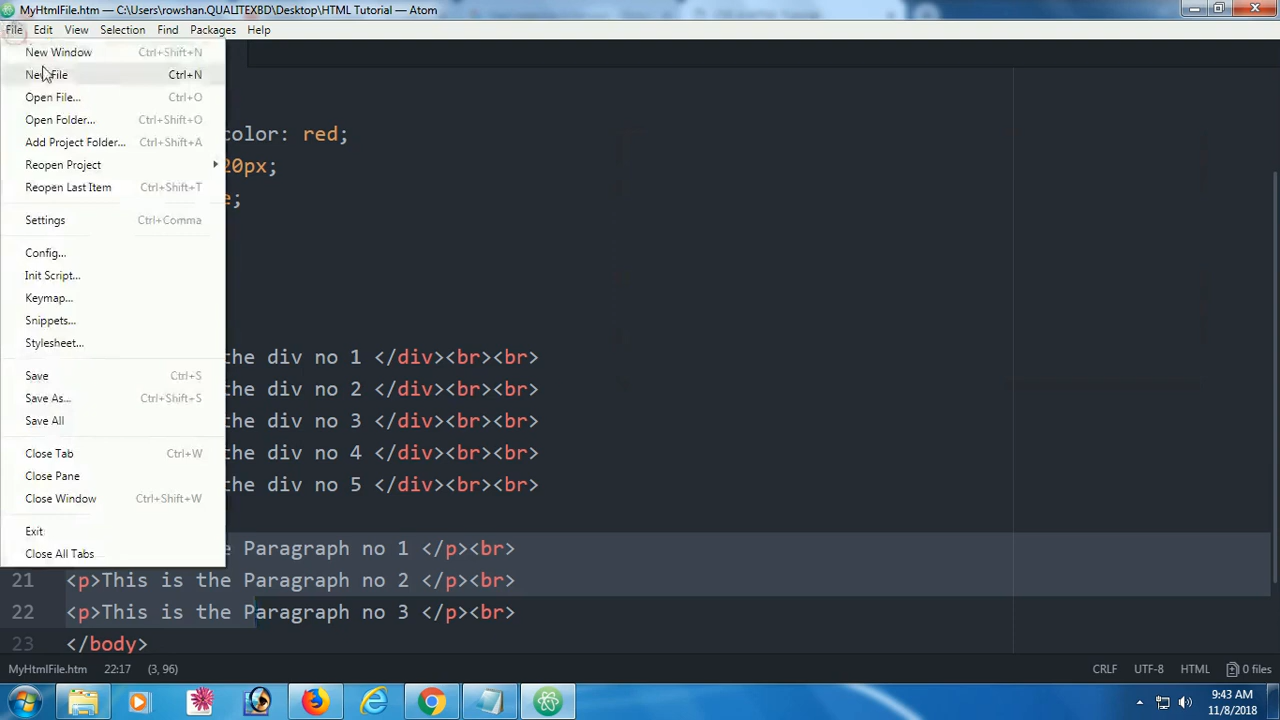 MyHtmlFile.htm — C:\Users\rowshan.QUALITEXBD\Desktop\HTML Tutorial — Atom
File Edit View Selection Find Packages Help
New Window Ctrl+Shift+N
New File Ctrl+N
Open File... Ctrl+O
Open Folder... Ctrl+Shift+O
color: red;
Add Project Folder... Ctrl+Shift+A
Reopen Project 20px;
Reopen Last Item Ctrl+Shift+T
e;
Settings Ctrl+Comma
Config...
Init Script...
Keymap...
Snippets...
Stylesheet...
the div no 1 </div><br><br>
Save Ctrl+S
the div no 2 </div><br><br>
Save As... Ctrl+Shift+S
Save All
the div no 3 </div><br><br>
Close Tab Ctrl+W
the div no 4 </div><br><br>
Close Pane
the div no 5 </div><br><br>
Close Window Ctrl+Shift+W
Exit
e Paragraph no 1 </p><br>
Close All Tabs
21 <p>This is the Paragraph no 2 </p><br>
22 <p>This is the Paragraph no 3 </p><br>
23 </body>
MyHtmlFile.htm 22:17 (3, 96) CRLF UTF-8 HTML 0 files
9:43 AM
11/8/2018